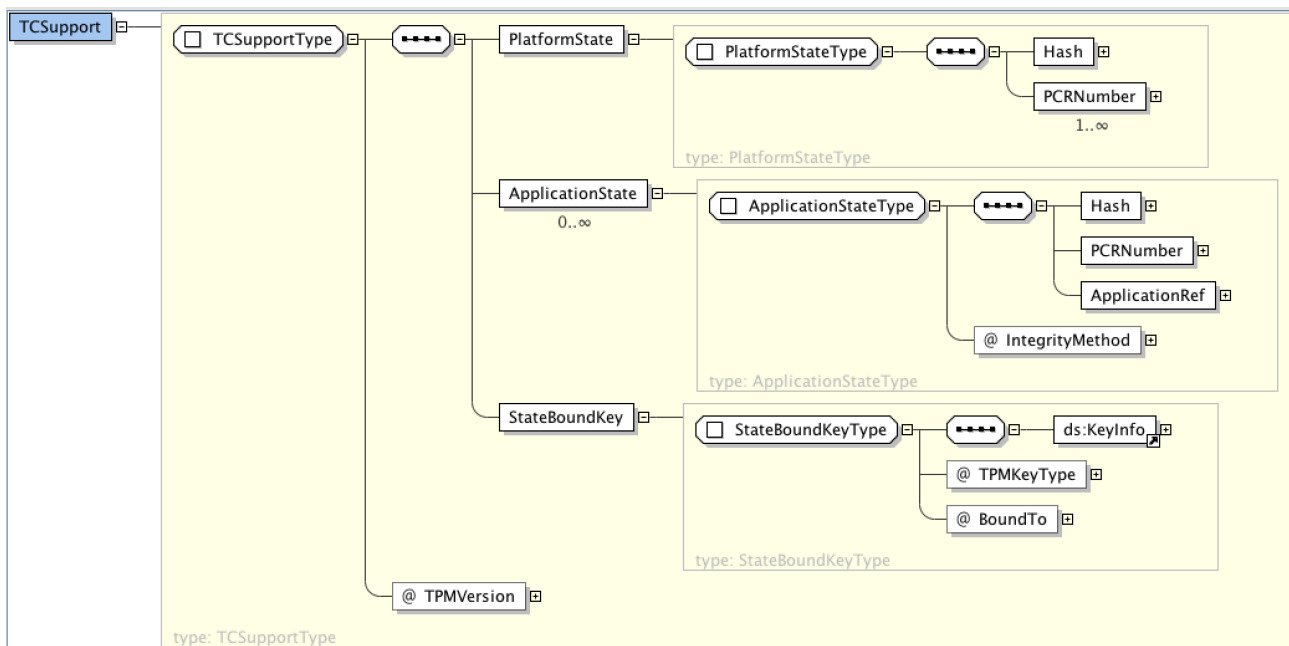 TCSupport
TCSupportType
PlatformState
PlatformStateType
Hash
PCRNumber
1..∞
type: PlatformStateType
ApplicationState
0..∞
ApplicationStateType
Hash
PCRNumber
ApplicationRef
@ IntegrityMethod
type: ApplicationStateType
StateBoundKey
StateBoundKeyType
ds:KeyInfo
@ TPMKeyType
@ BoundTo
type: StateBoundKeyType
@ TPMVersion
type: TCSupportType